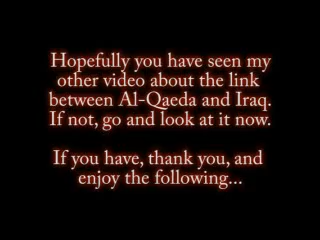 Hopefully you have seen my
other video about the link
between Al-Qaeda and Iraq.
If not, go and look at it now.
If you have, thank you, and
enjoy the following...